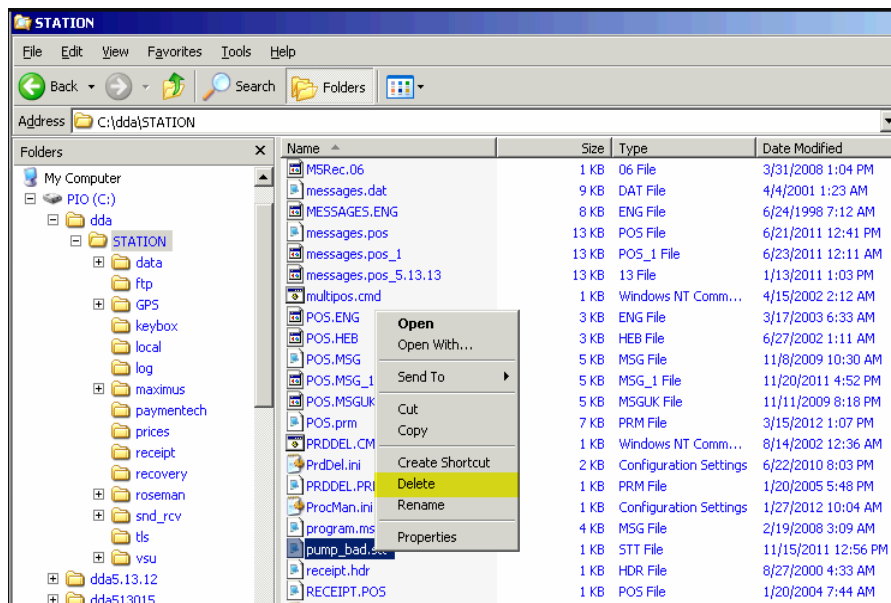 STATION
File Edit View Favorites Tools Help
Back Search Folders
Address C:\dda\STATION
Folders x
My Computer
PIO (C:)
dda
STATION
data
ftp
GPS
keybox
local
log
maximus
paymentech
prices
receipt
recovery
roseman
snd_rcv
tls
vsu
dda5.13.12
dda513015
Name Size Type Date Modified
M5Rec.06 1 KB 06 File 3/31/2008 1:04 PM
messages.dat 9 KB DAT File 4/4/2001 1:23 AM
MESSAGES.ENG 8 KB ENG File 6/24/1998 7:12 AM
messages.pos 13 KB POS File 6/21/2011 12:41 PM
messages.pos_1 13 KB POS_1 File 6/23/2011 12:11 AM
messages.pos_5.13.13 13 KB 13 File 1/13/2011 1:03 PM
multipos.cmd 1 KB Windows NT Comm... 4/15/2002 2:12 AM
POS.ENG 3 KB ENG File 3/17/2003 6:33 AM
POS.HEB 3 KB HEB File 6/27/2002 1:11 AM
POS.MSG 5 KB MSG File 11/8/2009 10:30 AM
POS.MSG_1 5 KB MSG_1 File 11/20/2011 4:52 PM
POS.MSGUK 5 KB MSGUK File 11/11/2009 8:18 PM
POS.prm 7 KB PRM File 3/15/2012 1:07 PM
PRDDEL.CM 1 KB Windows NT Comm... 8/14/2002 12:36 AM
PrdDel.ini 2 KB Configuration Settings 6/22/2010 8:03 PM
PRDDEL.PR 1 KB PRM File 1/20/2005 5:48 PM
ProcMan.ini 1 KB Configuration Settings 1/27/2012 10:04 AM
program.ms 4 KB MSG File 2/19/2008 3:09 AM
pump_bad.stt 1 KB STT File 11/15/2011 12:56 PM
receipt.hdr 1 KB HDR File 8/27/2000 4:33 AM
RECEIPT.POS 1 KB POS File 1/20/2004 7:44 AM
Open
Open With...
Send To
Cut
Copy
Create Shortcut
Delete
Rename
Properties